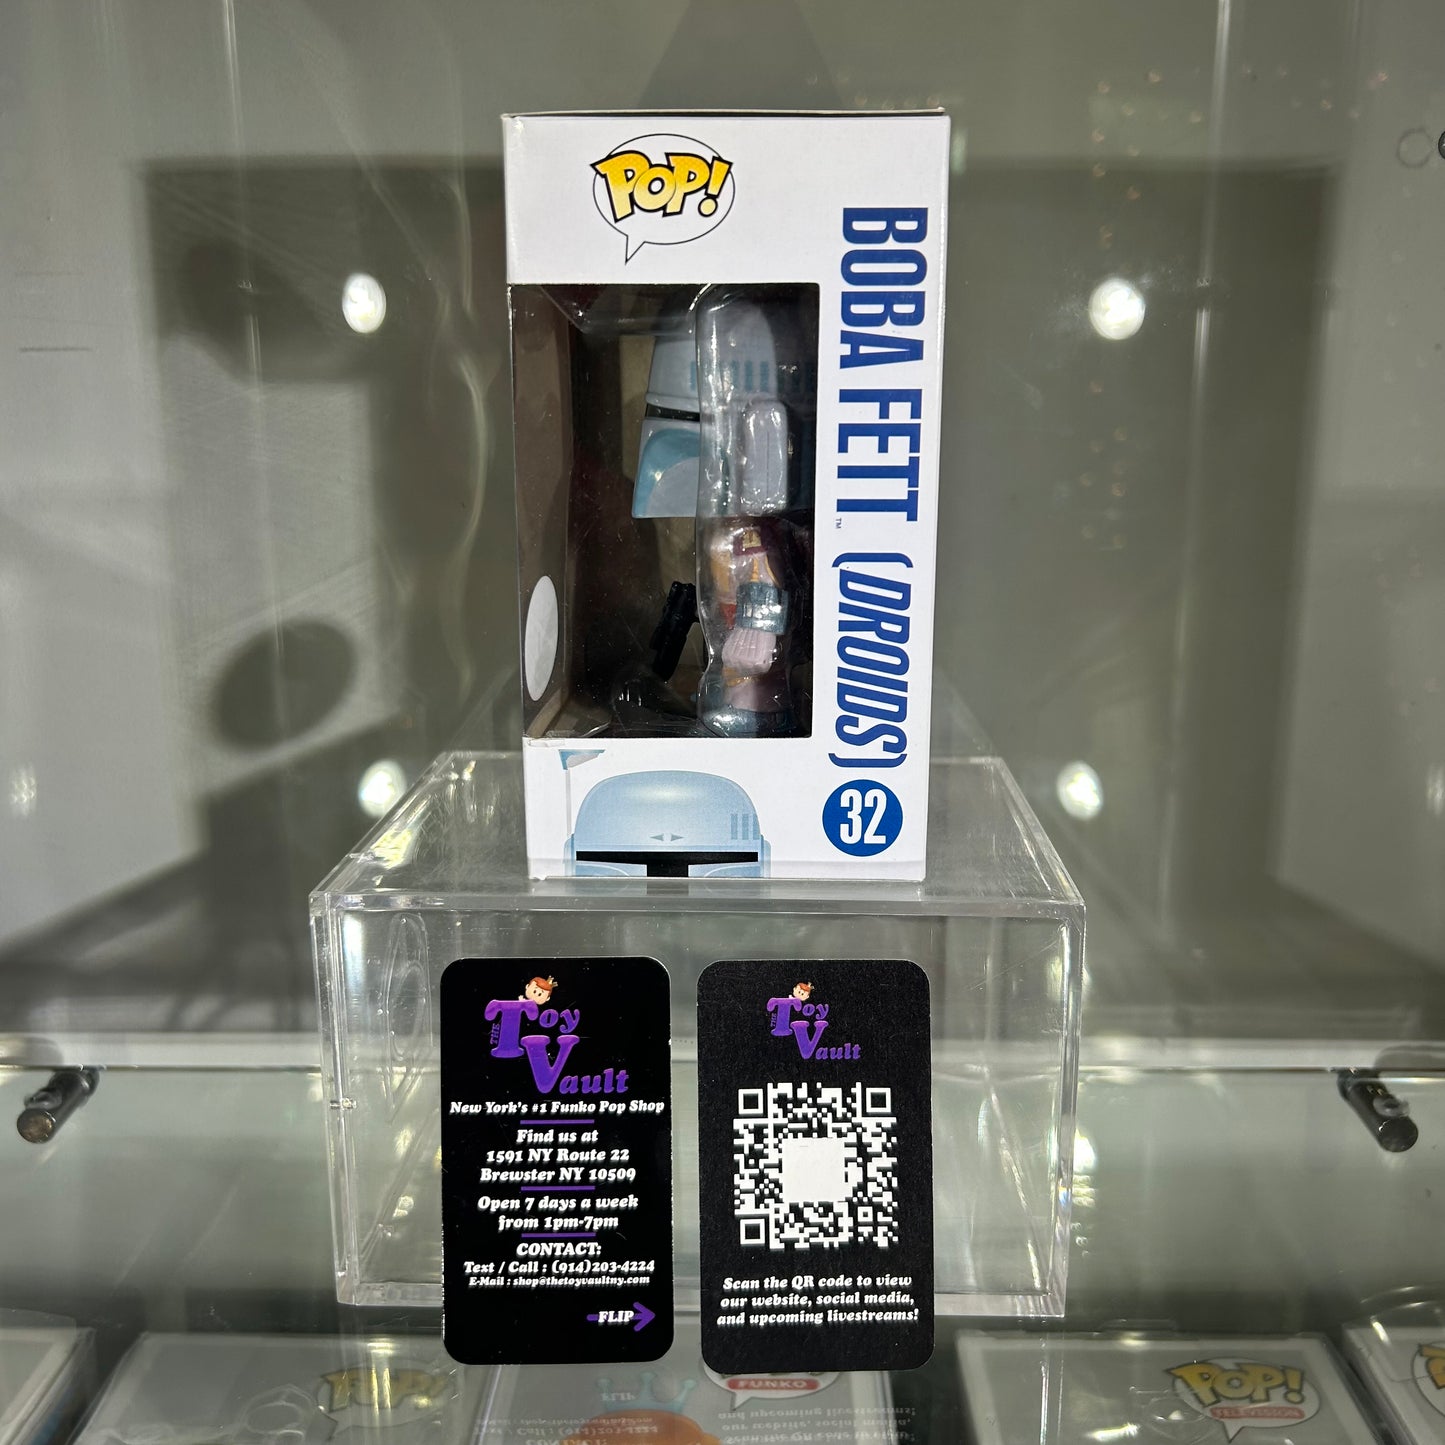 POP!
BOBA FETT™ (DROIDS)
32
THE Toy
Vault
New York's #1 Funko Pop Shop
Find us at
1591 NY Route 22
Brewster NY 10509
Open 7 days a week
from 1pm-7pm
CONTACT:
Text / Call : (914)203-4224
E-Mail : shop@thetoyvaultny.com
FLIP
THE Toy
Vault
Scan the QR code to view
our website, social media,
and upcoming livestreams!
POP!
FUNKO
POP!
TELEVISION